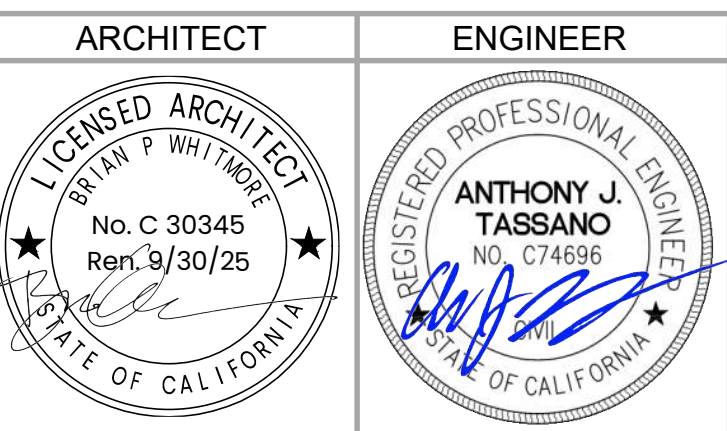 ARCHITECT
LICENSED ARCHITECT
BRIAN P WHITMORE
No. C 30345
Ren. 9/30/25
STATE OF CALIFORNIA
ENGINEER
REGISTERED PROFESSIONAL ENGINEER
ANTHONY J.
TASSANO
NO. C74696
CIVIL
STATE OF CALIFORNIA